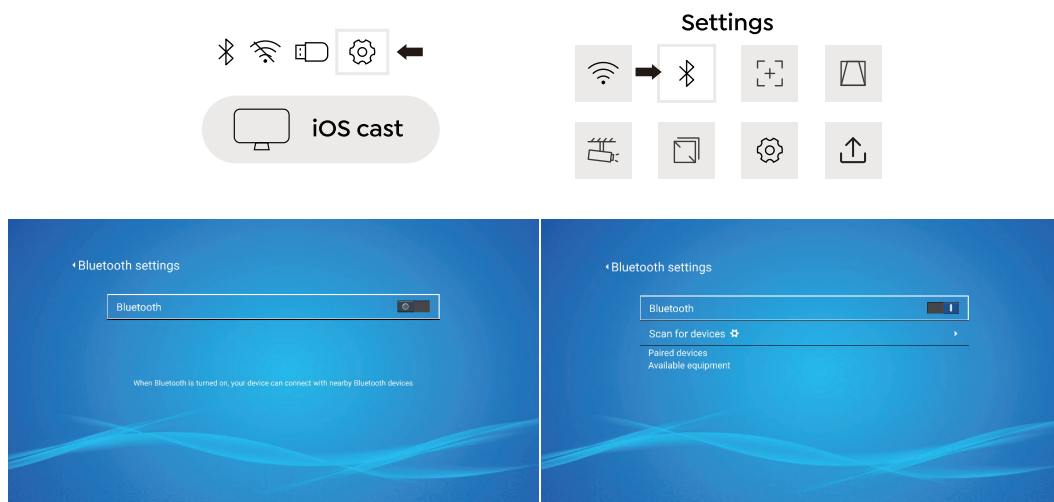 Settings
iOS cast
Bluetooth settings
Bluetooth
When Bluetooth is turned on, your device can connect with nearby Bluetooth devices
Bluetooth settings
Bluetooth
Scan for devices
Paired devices
Available equipment